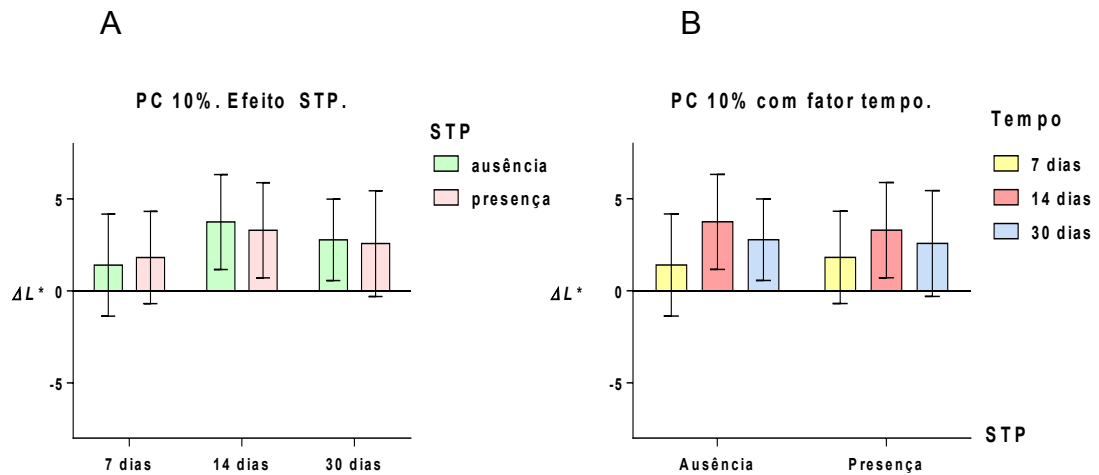 A
B
PC 10%. Efeito STP.
STP
ausência
presença
5
0
-5
ΔL*
7 dias
14 dias
30 dias
PC 10% com fator tempo.
Tempo
7 dias
14 dias
30 dias
5
0
-5
ΔL*
STP
Ausência
Presença